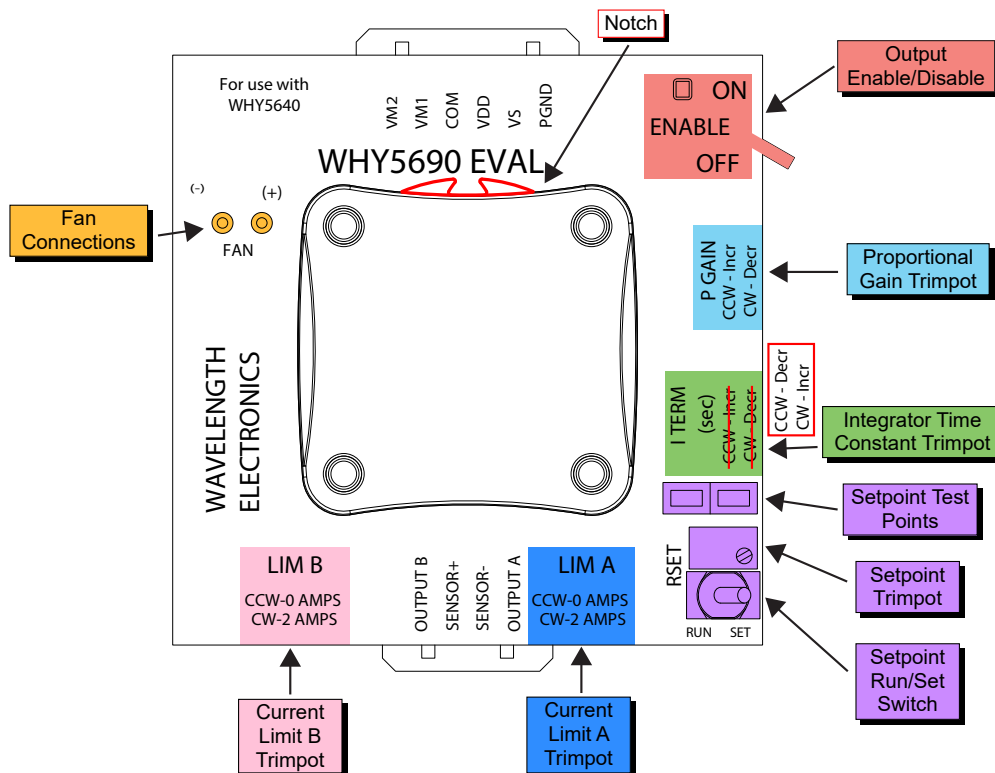 Notch
Output
Enable/Disable
For use with
WHY5640
VM2
VM1
COM
VDD
VS
PGND
ON
ENABLE
OFF
WHY5690 EVAL
(-)
(+)
FAN
Fan
Connections
P GAIN
CCW - Incr
CW - Decr
Proportional
Gain Trimpot
WAVELENGTH
ELECTRONICS
I TERM
(sec)
CCW - Incr
CW - Decr
CCW - Decr
CW - Incr
Integrator Time
Constant Trimpot
Setpoint Test
Points
RSET
Setpoint
Trimpot
RUN
SET
Setpoint
Run/Set
Switch
LIM B
CCW-0 AMPS
CW-2 AMPS
OUTPUT B
SENSOR+
SENSOR-
OUTPUT A
LIM A
CCW-0 AMPS
CW-2 AMPS
Current
Limit B
Trimpot
Current
Limit A
Trimpot